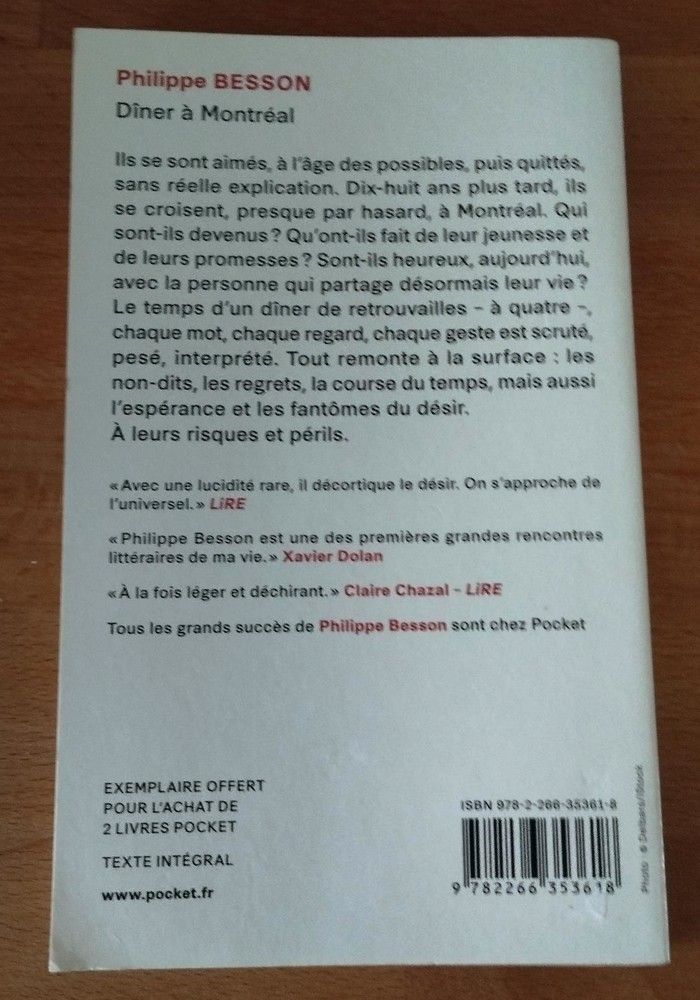 Philippe BESSON
Dîner à Montréal
Ils se sont aimés, à l'âge des possibles, puis quittés,
sans réelle explication. Dix-huit ans plus tard, ils
se croisent, presque par hasard, à Montréal. Qui
sont-ils devenus ? Qu'ont-ils fait de leur jeunesse et
de leurs promesses ? Sont-ils heureux, aujourd'hui,
avec la personne qui partage désormais leur vie ?
Le temps d'un dîner de retrouvailles – à quatre –,
chaque mot, chaque regard, chaque geste est scruté,
pesé, interprété. Tout remonte à la surface : les
non-dits, les regrets, la course du temps, mais aussi
l'espérance et les fantômes du désir.
À leurs risques et périls.
« Avec une lucidité rare, il décortique le désir. On s'approche de
l'universel. » LiRE
« Philippe Besson est une des premières grandes rencontres
littéraires de ma vie. » Xavier Dolan
« À la fois léger et déchirant. » Claire Chazal – LiRE
Tous les grands succès de Philippe Besson sont chez Pocket
EXEMPLAIRE OFFERT
POUR L'ACHAT DE
2 LIVRES POCKET
TEXTE INTÉGRAL
www.pocket.fr
ISBN 978-2-266-35361-8
9 782266 353618
Photo : © Delbars/iStock